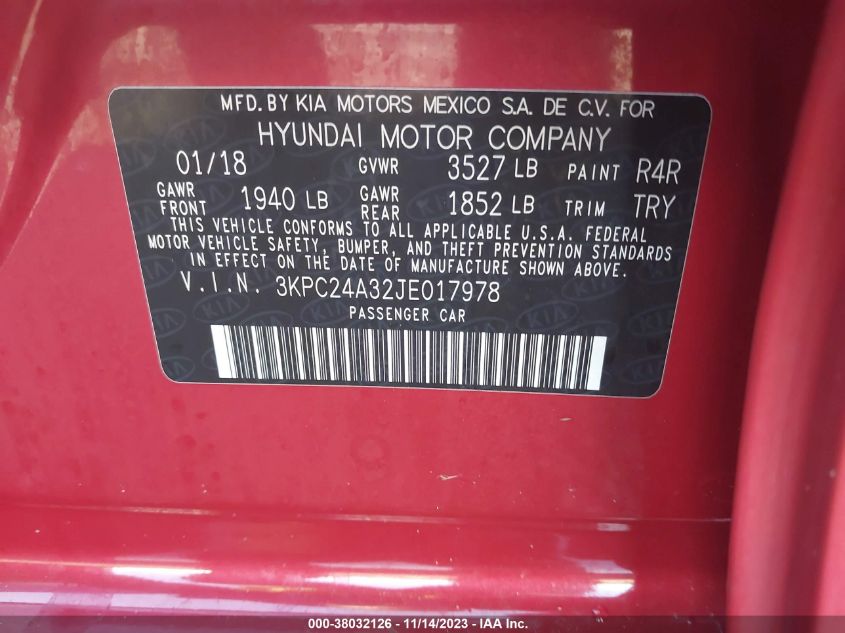 MFD. BY KIA MOTORS MEXICO S.A. DE C.V. FOR
HYUNDAI MOTOR COMPANY
01/18 GVWR 3527 LB PAINT R4R
GAWR FRONT 1940 LB GAWR REAR 1852 LB TRIM TRY
THIS VEHICLE CONFORMS TO ALL APPLICABLE U.S.A. FEDERAL
MOTOR VEHICLE SAFETY, BUMPER, AND THEFT PREVENTION STANDARDS
IN EFFECT ON THE DATE OF MANUFACTURE SHOWN ABOVE.
V.I.N. 3KPC24A32JE017978
PASSENGER CAR
000-38032126 - 11/14/2023 - IAA Inc.